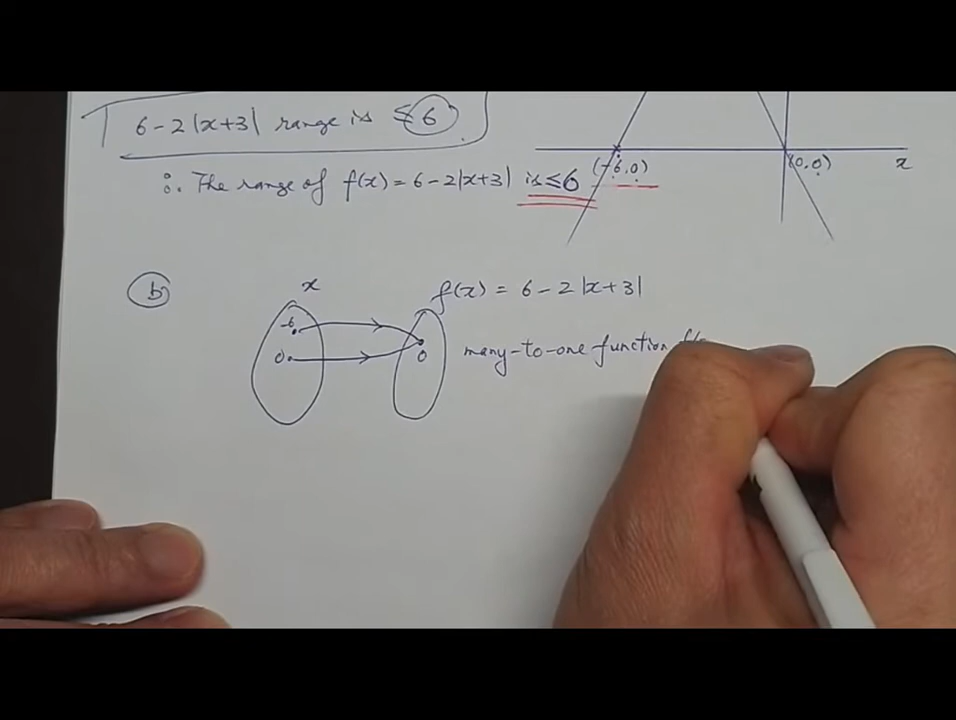 6-2|x+3| range is ≤ 6
∴ The range of f(x) = 6-2|x+3| is ≤6
(-6,0)
(0,0)
x
b
x
f(x) = 6-2|x+3|
-6
0
0
many-to-one function